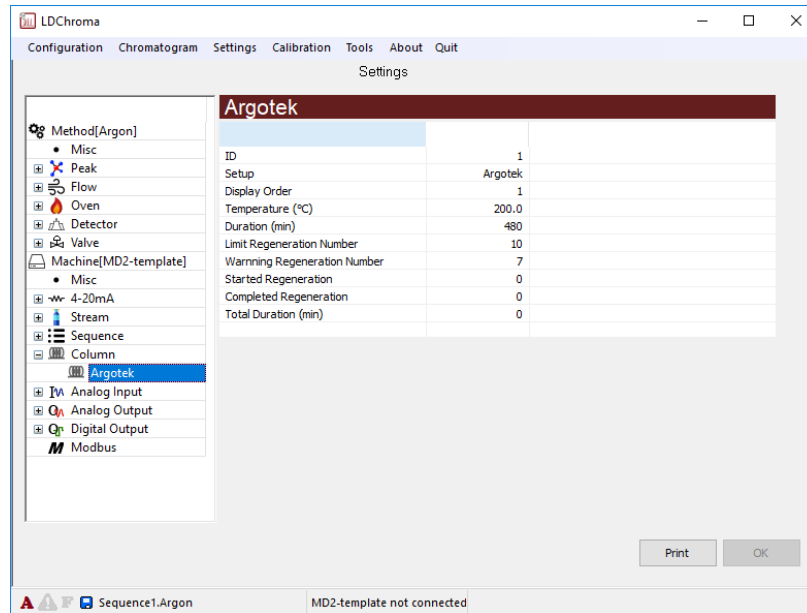 LDChroma
Configuration Chromatogram Settings Calibration Tools About Quit
Settings
Argotek
Method[Argon]
Misc
Peak
Flow
Oven
Detector
Valve
Machine[MD2-template]
Misc
4-20mA
Stream
Sequence
Column
Argotek
Analog Input
Analog Output
Digital Output
Modbus
ID 1
Setup Argotek
Display Order 1
Temperature (°C) 200.0
Duration (min) 480
Limit Regeneration Number 10
Warnning Regeneration Number 7
Started Regeneration 0
Completed Regeneration 0
Total Duration (min) 0
Print OK
A F Sequence1.Argon MD2-template not connected